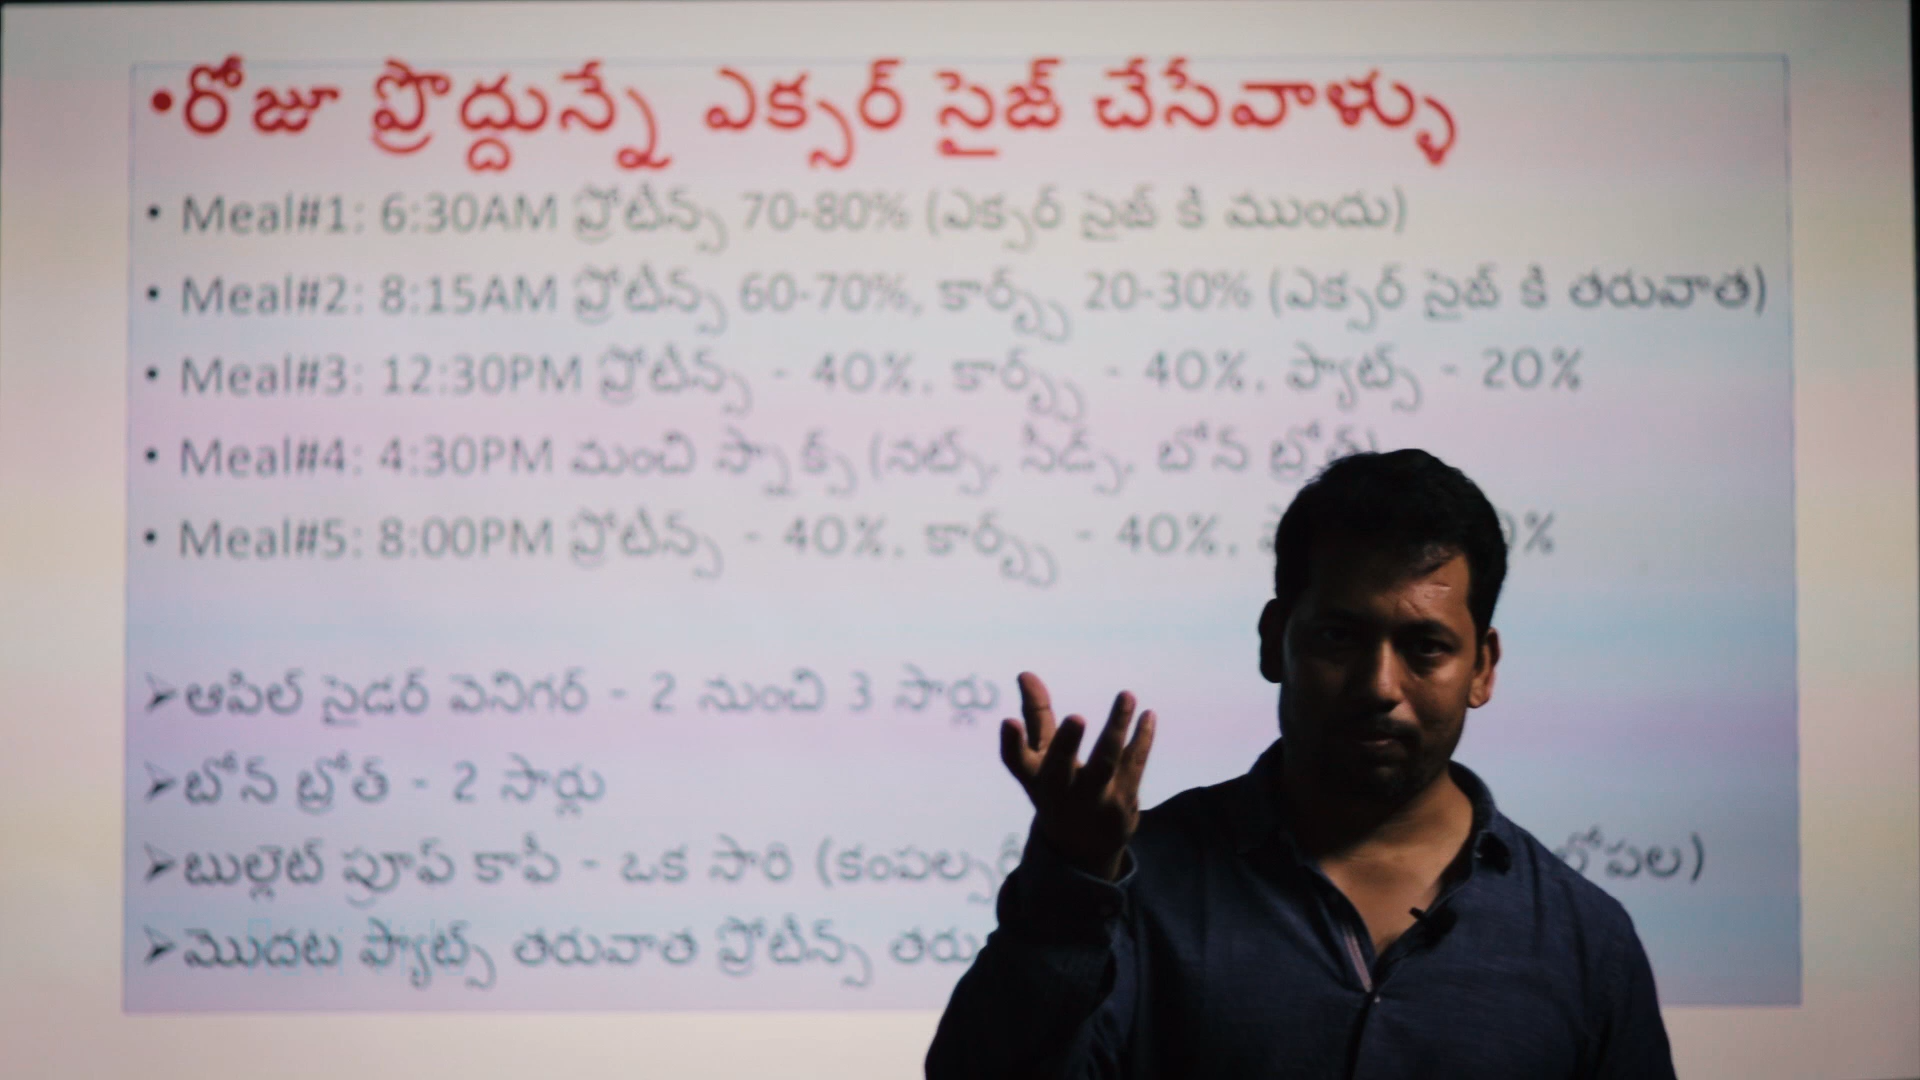 •రోజూ ప్రొద్దున్నే ఎక్సర్ సైజ్ చేసేవాళ్ళు
• Meal#1: 6:30AM ప్రోటీన్స్ 70-80% (ఎక్సర్ సైజ్ కి ముందు)
• Meal#2: 8:15AM ప్రోటీన్స్ 60-70%, కార్బ్స్ 20-30% (ఎక్సర్ సైజ్ కి తరువాత)
• Meal#3: 12:30PM ప్రోటీన్స్ - 40%, కార్బ్స్ - 40%, ఫ్యాట్స్ - 20%
• Meal#4: 4:30PM మంచి స్నాక్స్ (నట్స్, సీడ్స్, బోన్
• Meal#5: 8:00PM ప్రోటీన్స్ - 40%, కార్బ్స్ - 40%,
➢ఆపిల్ సైడర్ వెనిగర్ - 2 నుంచి 3 సార్లు
➢బోన్ బ్రోత్ - 2 సార్లు
➢బుల్లెట్ ప్రూఫ్ కాఫీ - ఒక సారి లోపల)
➢మొదట ఫ్యాట్స్ తరువాత ప్రోటీన్స్